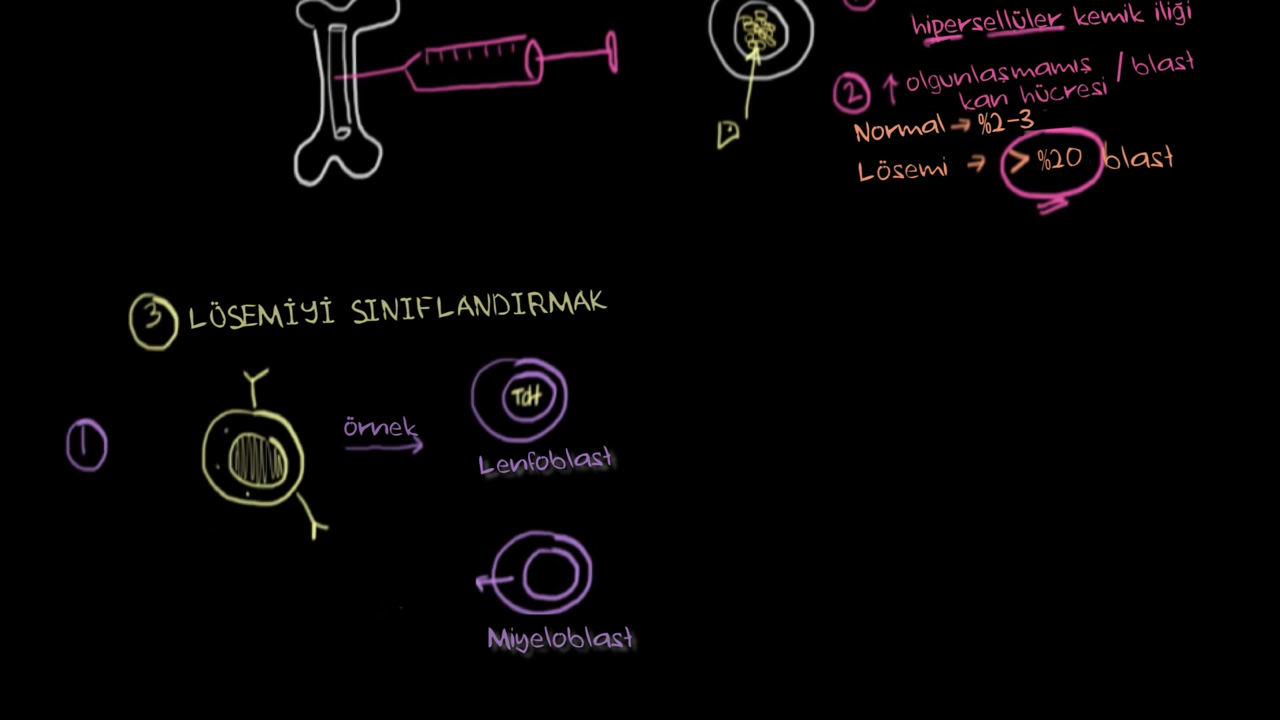 hipersellüler kemik iliği
2 ↑ olgunlaşmamış / blast
kan hücresi
Normal → %2-3
Lösemi → > %20 blast
3 LÖSEMİYİ SINIFLANDIRMAK
1
örnek
TdH
Lenfoblast
Miyeloblast